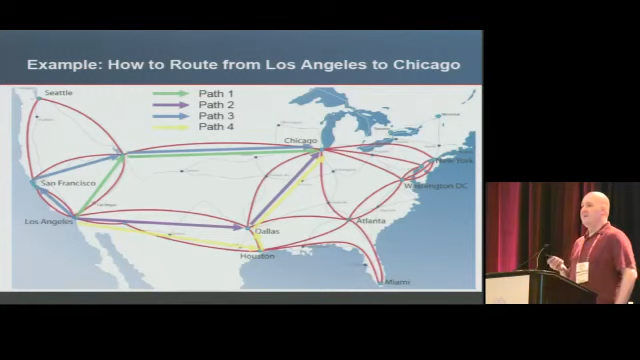 Example: How to Route from Los Angeles to Chicago
Seattle
Path 1
Path 2
Path 3
Path 4
Chicago
New York
San Francisco
Washington DC
Los Angeles
Atlanta
Dallas
Houston
Miami